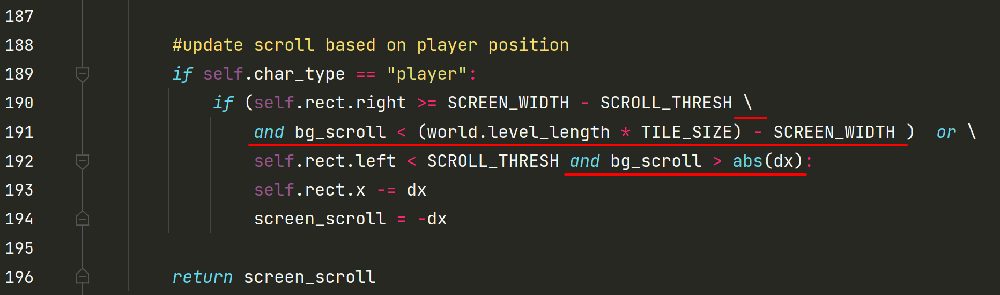 187
188 #update scroll based on player position
189 if self.char_type == "player":
190 if (self.rect.right >= SCREEN_WIDTH - SCROLL_THRESH \
191 and bg_scroll < (world.level_length * TILE_SIZE) - SCREEN_WIDTH ) or \
192 self.rect.left < SCROLL_THRESH and bg_scroll > abs(dx):
193 self.rect.x -= dx
194 screen_scroll = -dx
195
196 return screen_scroll